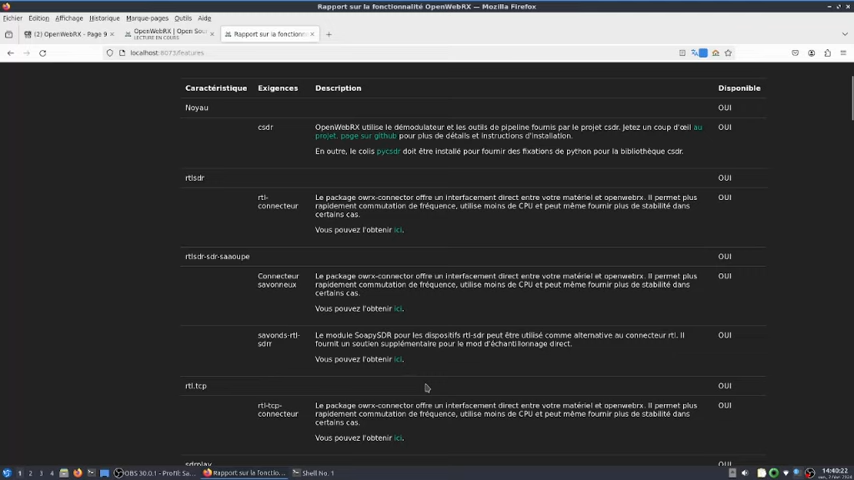 Rapport sur la fonctionnalité OpenWebRX — Mozilla Firefox
Fichier Édition Affichage Historique Marque-pages Outils Aide
(2) OpenWebRX - Page 9
OpenWebRX | Open Sou
LECTURE EN COURS
Rapport sur la fonctionn
localhost:8073/features
Caractéristique Exigences Description Disponible
Noyau OUI
csdr OpenWebRX utilise le démodulateur et les outils de pipeline fournis par le projet csdr. Jetez un coup d'œil au OUI
projet. page sur github pour plus de détails et instructions d'installation.
En outre, le colis pycsdr doit être installé pour fournir des fixations de python pour la bibliothèque csdr.
rtlsdr OUI
rtl- Le package owrx-connector offre un interfacement direct entre votre matériel et openwebrx. Il permet plus OUI
connecteur rapidement commutation de fréquence, utilise moins de CPU et peut même fournir plus de stabilité dans
certains cas.
Vous pouvez l'obtenir ici.
rtlsdr-sdr-saaoupe OUI
Connecteur Le package owrx-connector offre un interfacement direct entre votre matériel et openwebrx. Il permet plus OUI
savonneux rapidement commutation de fréquence, utilise moins de CPU et peut même fournir plus de stabilité dans
certains cas.
Vous pouvez l'obtenir ici.
savonds-rtl- Le module SoapySDR pour les dispositifs rtl-sdr peut être utilisé comme alternative au connecteur rtl. Il OUI
sdrr fournit un soutien supplémentaire pour le mod d'échantillonnage direct.
Vous pouvez l'obtenir ici.
rtl.tcp OUI
rtl-tcp- Le package owrx-connector offre un interfacement direct entre votre matériel et openwebrx. Il permet plus OUI
connecteur rapidement commutation de fréquence, utilise moins de CPU et peut même fournir plus de stabilité dans
certains cas.
Vous pouvez l'obtenir ici.
sdrplay OUI
1 2 3 4 OBS 30.0.1 - Profil: Sa... Rapport sur la fonctio... Shell No. 1 14:40:22